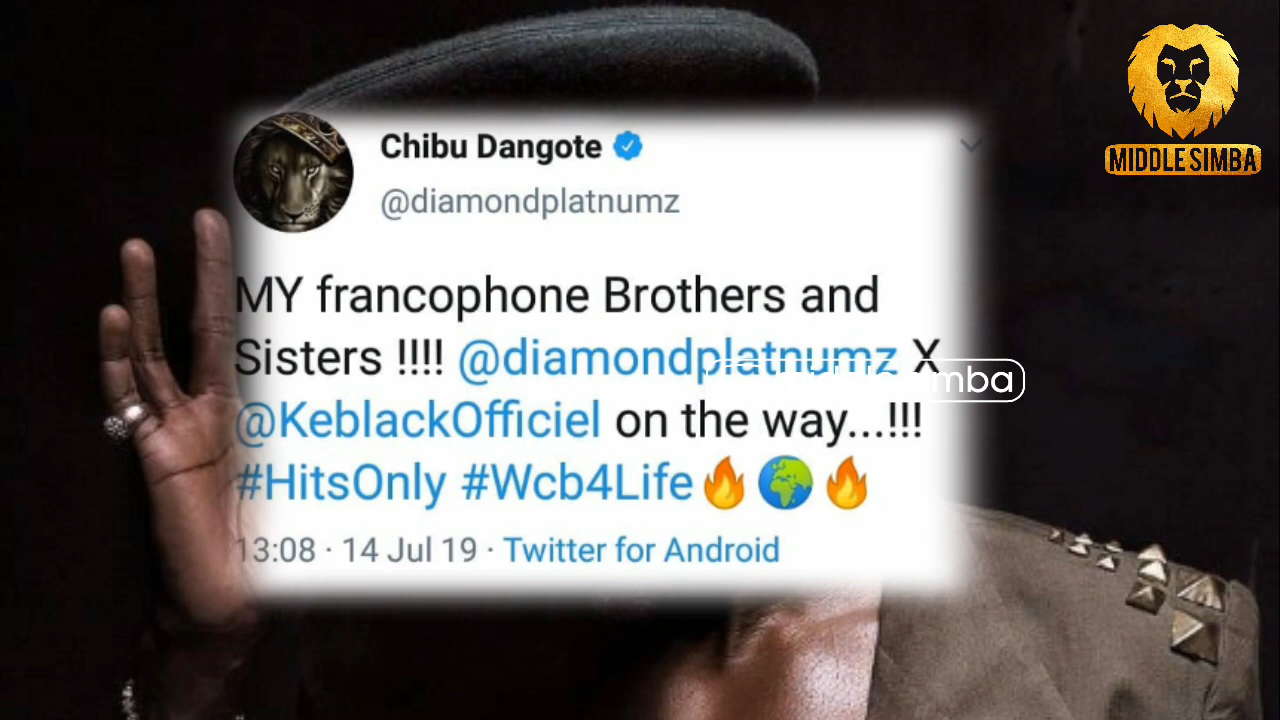 MIDDLE SIMBA
Chibu Dangote
@diamondplatnumz
MY francophone Brothers and
Sisters !!!! @diamondplatnumz X
@KeblackOfficiel on the way...!!!
#HitsOnly #Wcb4Life🔥🌍🔥
13:08 · 14 Jul 19 · Twitter for Android